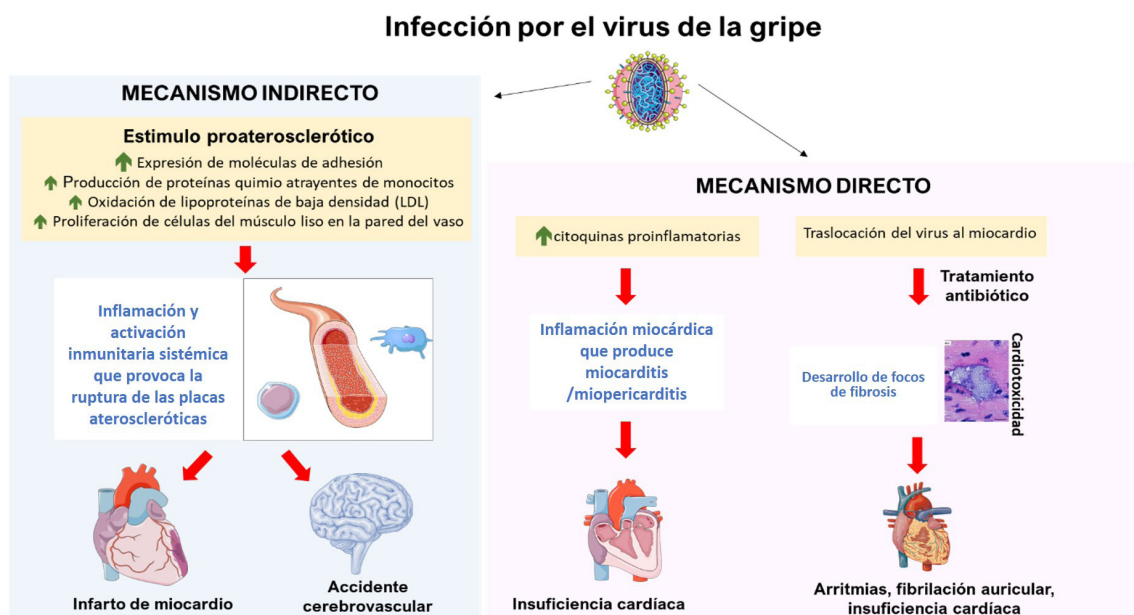 Infección por el virus de la gripe
MECANISMO INDIRECTO
Estimulo proaterosclerótico
Expresión de moléculas de adhesión
Producción de proteínas quimio atrayentes de monocitos
Oxidación de lipoproteínas de baja densidad (LDL)
Proliferación de células del músculo liso en la pared del vaso
Inflamación y
activación
inmunitaria sistémica
que provoca la
ruptura de las placas
ateroscleróticas
Infarto de miocardio
Accidente
cerebrovascular
MECANISMO DIRECTO
citoquinas proinflamatorias
Inflamación miocárdica
que produce
miocarditis
/miopericarditis
Insuficiencia cardíaca
Traslocación del virus al miocardio
Tratamiento
antibiótico
Desarrollo de focos
de fibrosis
Cardiotoxicidad
Arritmias, fibrilación auricular,
insuficiencia cardíaca